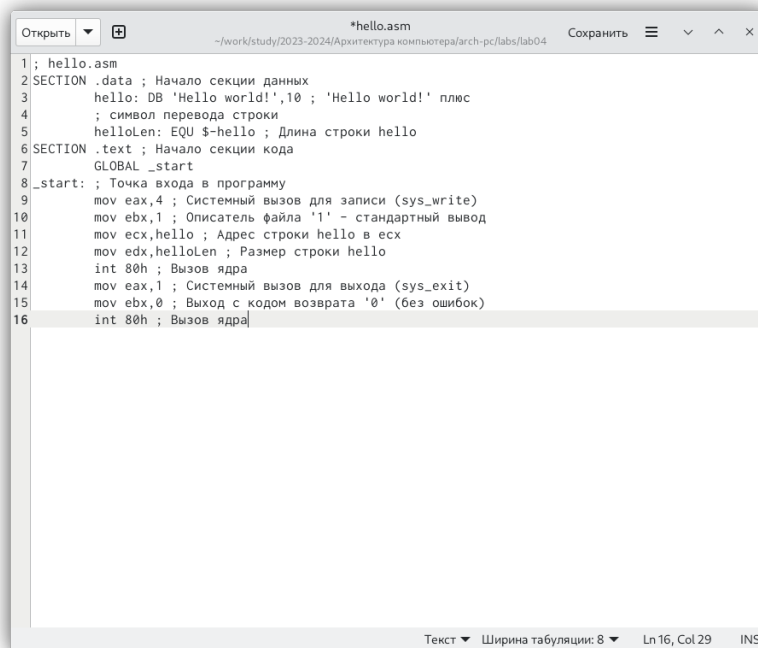 Открыть
*hello.asm
~/work/study/2023-2024/Архитектура компьютера/arch-pc/labs/lab04
Сохранить
1 ; hello.asm
2 SECTION .data ; Начало секции данных
3 hello: DB 'Hello world!',10 ; 'Hello world!' плюс
4 ; символ перевода строки
5 helloLen: EQU $-hello ; Длина строки hello
6 SECTION .text ; Начало секции кода
7 GLOBAL _start
8 _start: ; Точка входа в программу
9 mov eax,4 ; Системный вызов для записи (sys_write)
10 mov ebx,1 ; Описатель файла '1' - стандартный вывод
11 mov ecx,hello ; Адрес строки hello в ecx
12 mov edx,helloLen ; Размер строки hello
13 int 80h ; Вызов ядра
14 mov eax,1 ; Системный вызов для выхода (sys_exit)
15 mov ebx,0 ; Выход с кодом возврата '0' (без ошибок)
16 int 80h ; Вызов ядра
Текст Ширина табуляции: 8 Ln 16, Col 29 INS